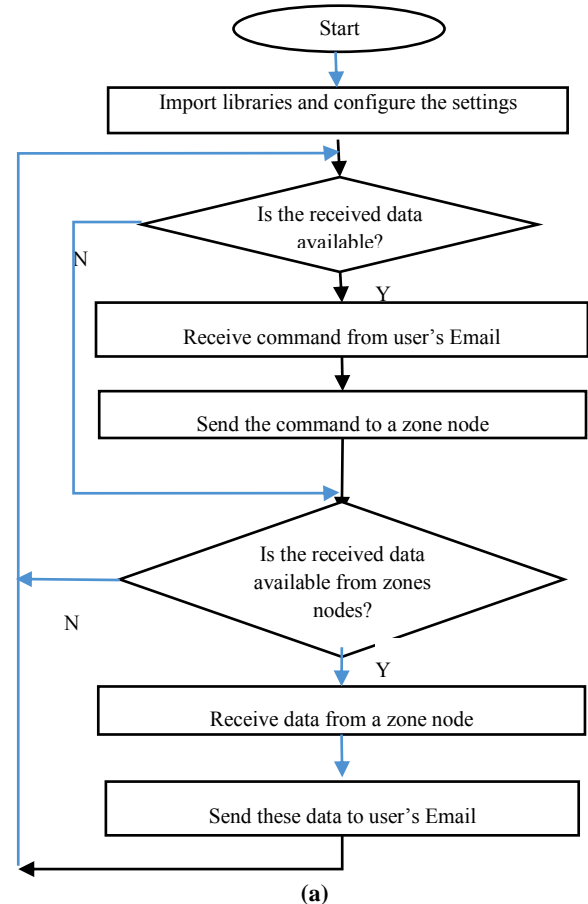 Start
Import libraries and configure the settings
Is the received data
available?
N
Y
Receive command from user’s Email
Send the command to a zone node
Is the received data
available from zones
nodes?
N
Y
Receive data from a zone node
Send these data to user’s Email
(a)